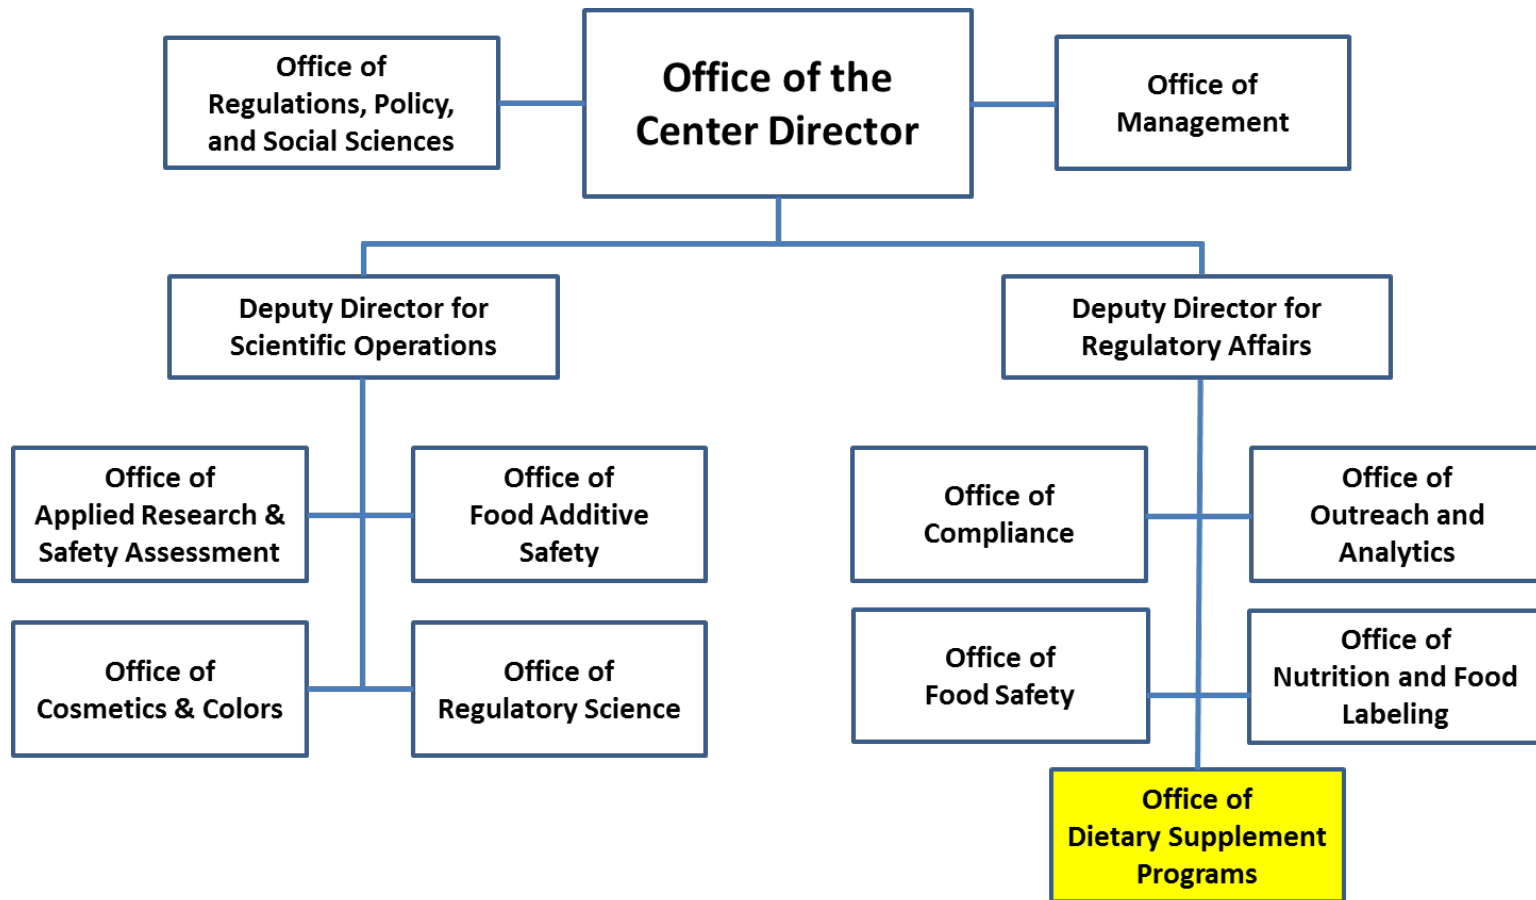 Office of
Regulations, Policy,
and Social Sciences
Office of the
Center Director
Office of
Management
Deputy Director for
Scientific Operations
Deputy Director for
Regulatory Affairs
Office of
Applied Research &
Safety Assessment
Office of
Food Additive
Safety
Office of
Compliance
Office of
Outreach and
Analytics
Office of
Cosmetics & Colors
Office of
Regulatory Science
Office of
Food Safety
Office of
Nutrition and Food
Labeling
Office of
Dietary Supplement
Programs